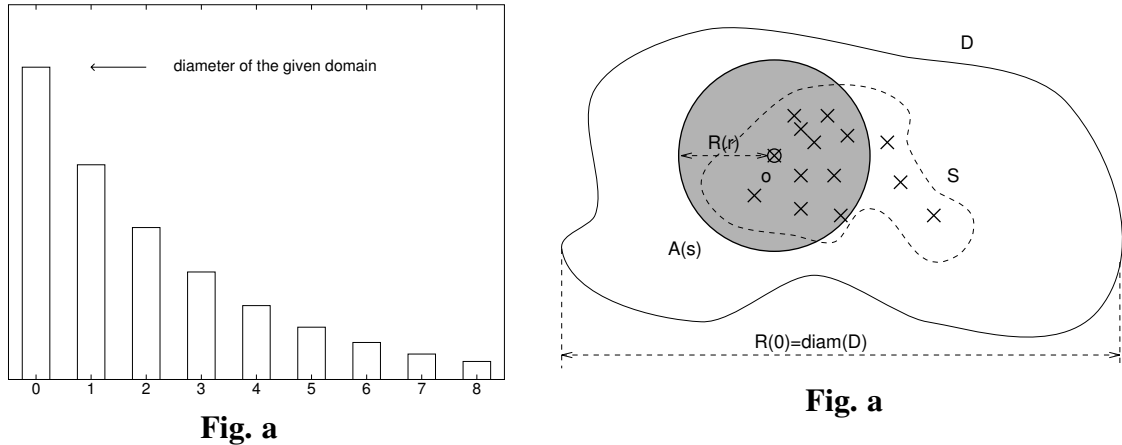 diameter of the given domain
0 1 2 3 4 5 6 7 8
Fig. a
D
R(r)
o
S
A(s)
R(0)=diam(D)
Fig. a